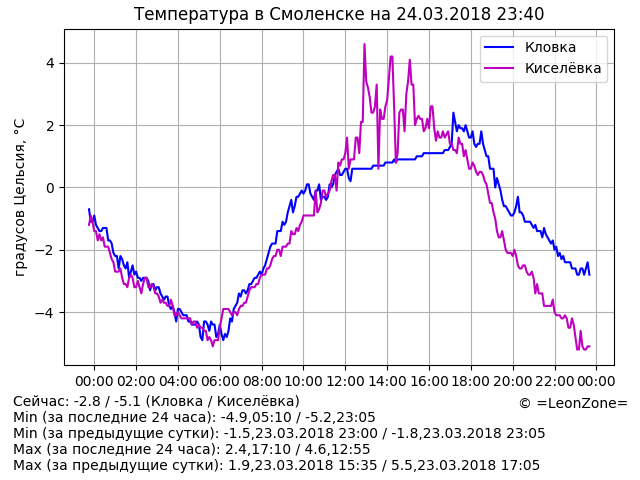 Температура в Смоленске на 24.03.2018 23:40
градусов Цельсия, °C
4
2
0
−2
−4
Кловка
Киселёвка
00:00 02:00 04:00 06:00 08:00 10:00 12:00 14:00 16:00 18:00 20:00 22:00 00:00
Сейчас: -2.8 / -5.1 (Кловка / Киселёвка)
© =LeonZone=
Min (за последние 24 часа): -4.9,05:10 / -5.2,23:05
Min (за предыдущие сутки): -1.5,23.03.2018 23:00 / -1.8,23.03.2018 23:05
Max (за последние 24 часа): 2.4,17:10 / 4.6,12:55
Max (за предыдущие сутки): 1.9,23.03.2018 15:35 / 5.5,23.03.2018 17:05